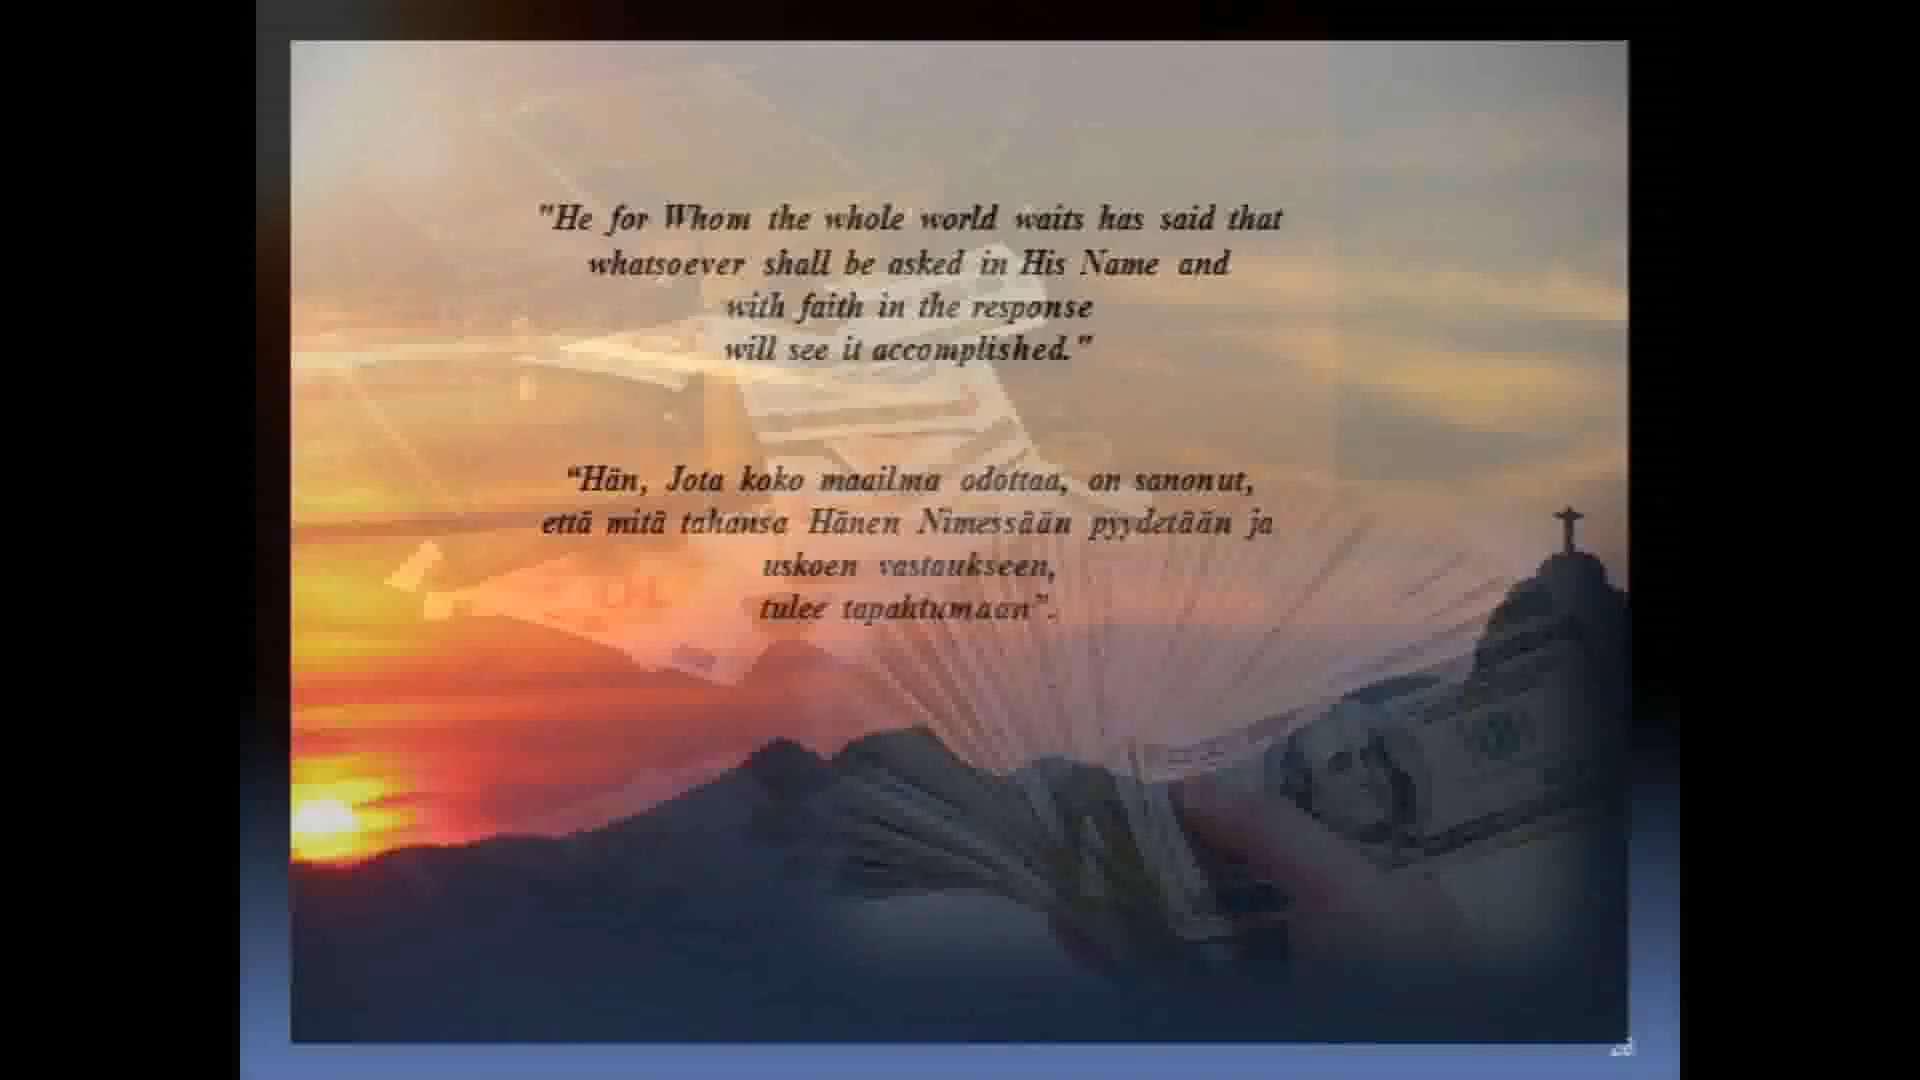 "He for Whom the whole world waits has said that
whatsoever shall be asked in His Name and
with faith in the response
will see it accomplished."
“Hän, Jota koko maailma odottaa, on sanonut,
että mitä tahansa Hänen Nimessään pyydetään ja
uskoen vastaukseen,
tulee tapahtumaan”.